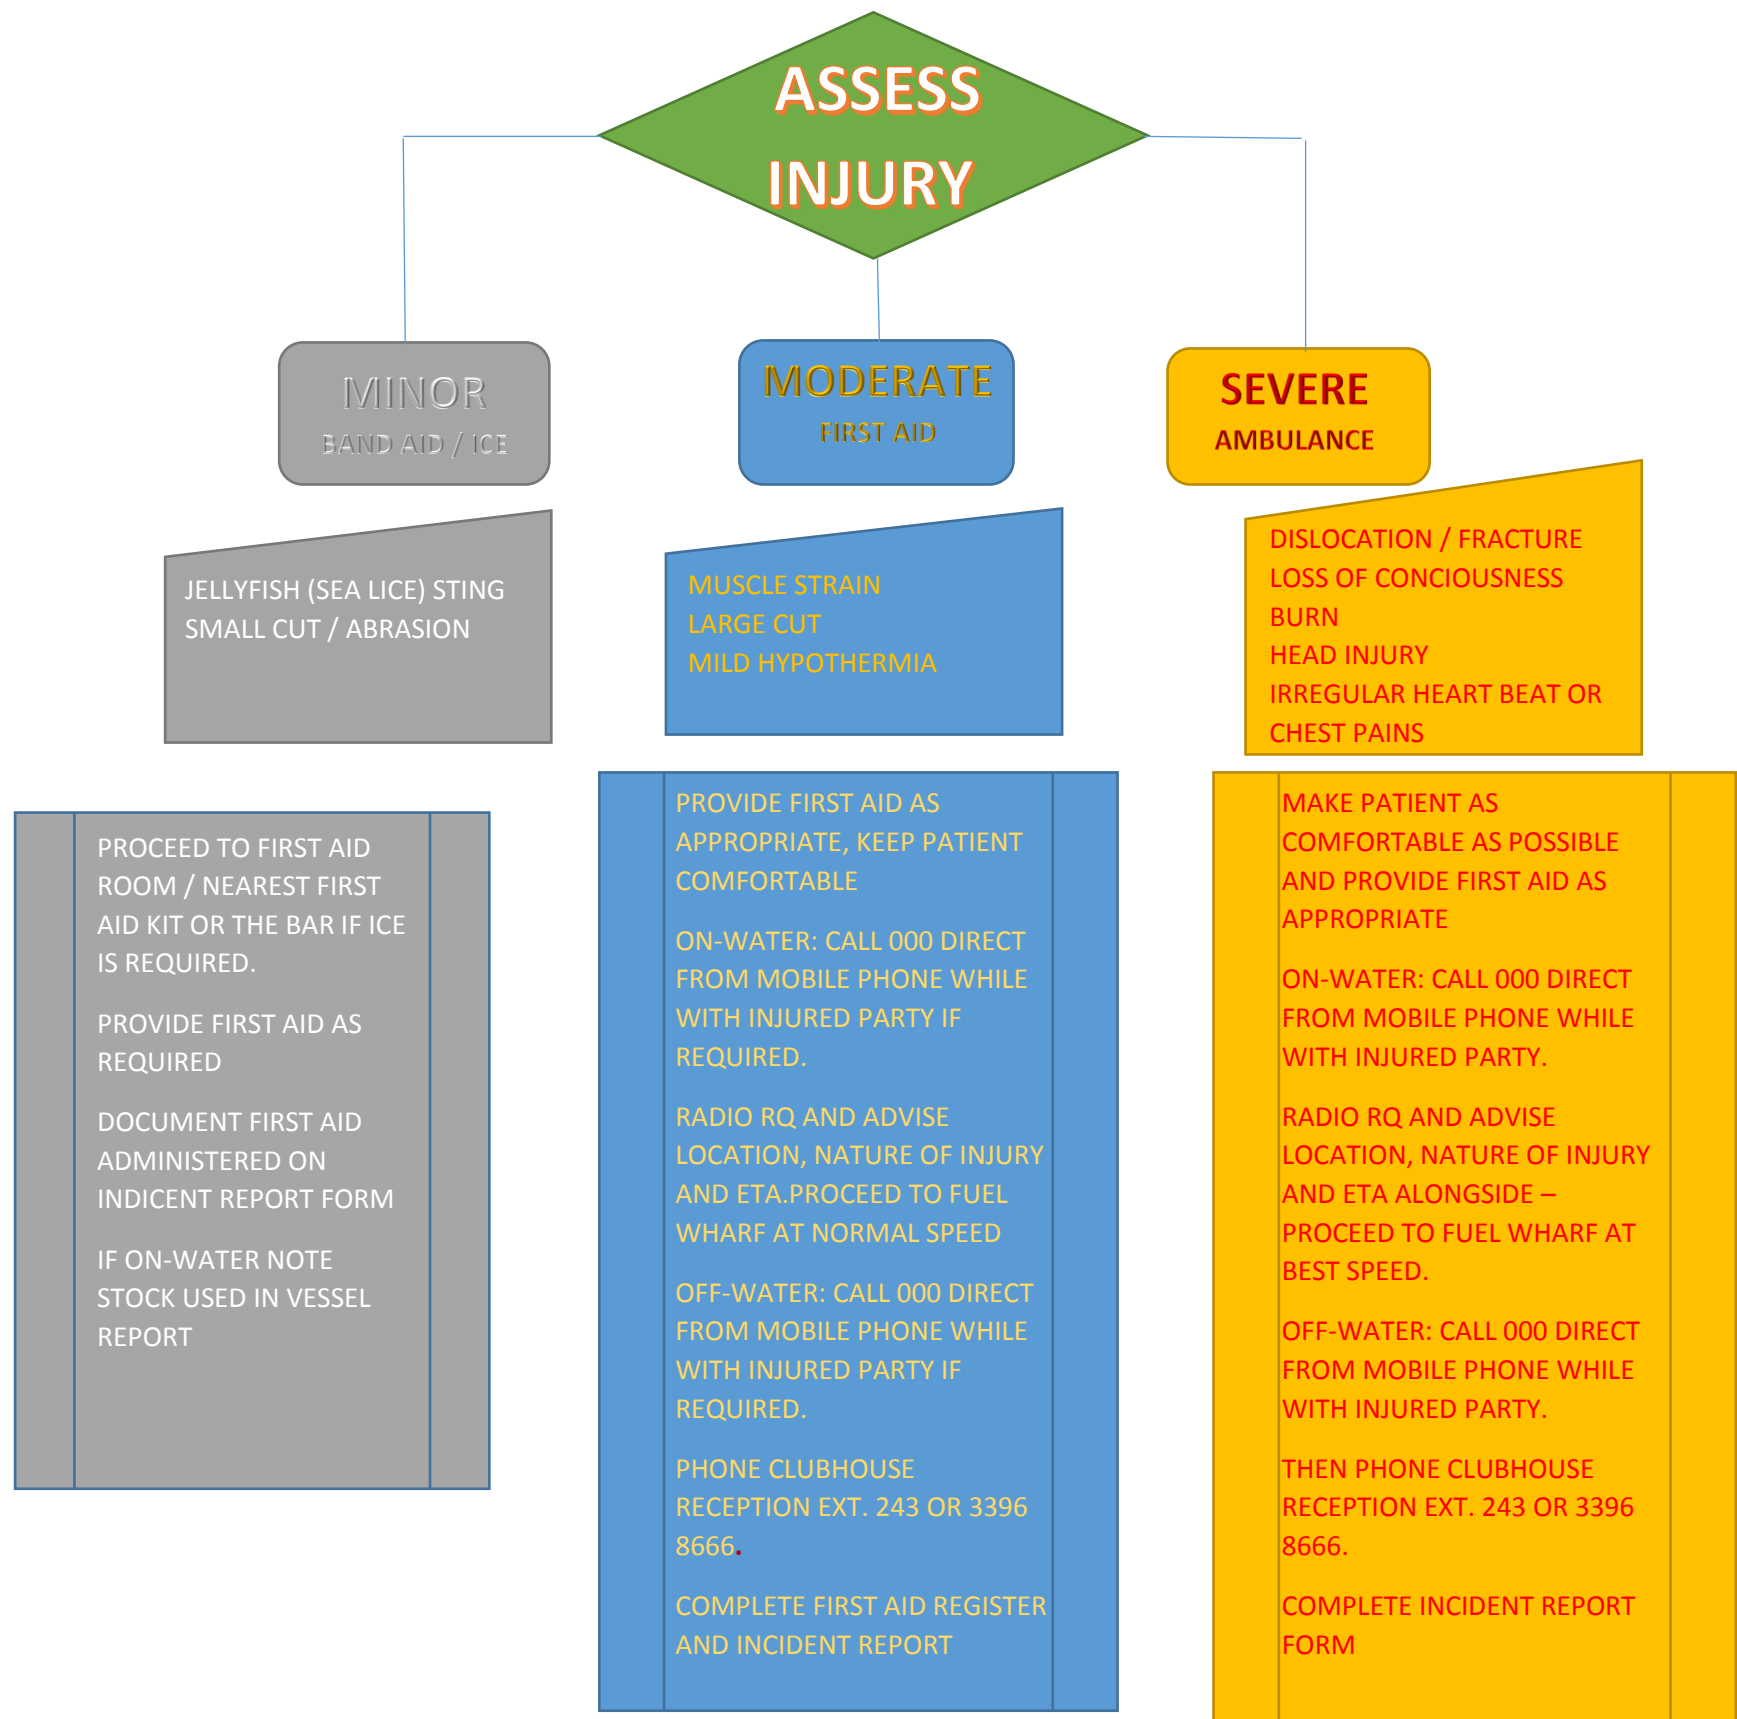 ASSESS
INJURY
MINOR
BAND AID / ICE
MODERATE
FIRST AID
SEVERE
AMBULANCE
JELLYFISH (SEA LICE) STING
SMALL CUT / ABRASION
MUSCLE STRAIN
LARGE CUT
MILD HYPOTHERMIA
DISLOCATION / FRACTURE
LOSS OF CONCIOUSNESS
BURN
HEAD INJURY
IRREGULAR HEART BEAT OR
CHEST PAINS
PROCEED TO FIRST AID
ROOM / NEAREST FIRST
AID KIT OR THE BAR IF ICE
IS REQUIRED.
PROVIDE FIRST AID AS
REQUIRED
DOCUMENT FIRST AID
ADMINISTERED ON
INDICENT REPORT FORM
IF ON-WATER NOTE
STOCK USED IN VESSEL
REPORT
PROVIDE FIRST AID AS
APPROPRIATE, KEEP PATIENT
COMFORTABLE
ON-WATER: CALL 000 DIRECT
FROM MOBILE PHONE WHILE
WITH INJURED PARTY IF
REQUIRED.
RADIO RQ AND ADVISE
LOCATION, NATURE OF INJURY
AND ETA.PROCEED TO FUEL
WHARF AT NORMAL SPEED
OFF-WATER: CALL 000 DIRECT
FROM MOBILE PHONE WHILE
WITH INJURED PARTY IF
REQUIRED.
PHONE CLUBHOUSE
RECEPTION EXT. 243 OR 3396
8666.
COMPLETE FIRST AID REGISTER
AND INCIDENT REPORT
MAKE PATIENT AS
COMFORTABLE AS POSSIBLE
AND PROVIDE FIRST AID AS
APPROPRIATE
ON-WATER: CALL 000 DIRECT
FROM MOBILE PHONE WHILE
WITH INJURED PARTY.
RADIO RQ AND ADVISE
LOCATION, NATURE OF INJURY
AND ETA ALONGSIDE –
PROCEED TO FUEL WHARF AT
BEST SPEED.
OFF-WATER: CALL 000 DIRECT
FROM MOBILE PHONE WHILE
WITH INJURED PARTY.
THEN PHONE CLUBHOUSE
RECEPTION EXT. 243 OR 3396
8666.
COMPLETE INCIDENT REPORT
FORM